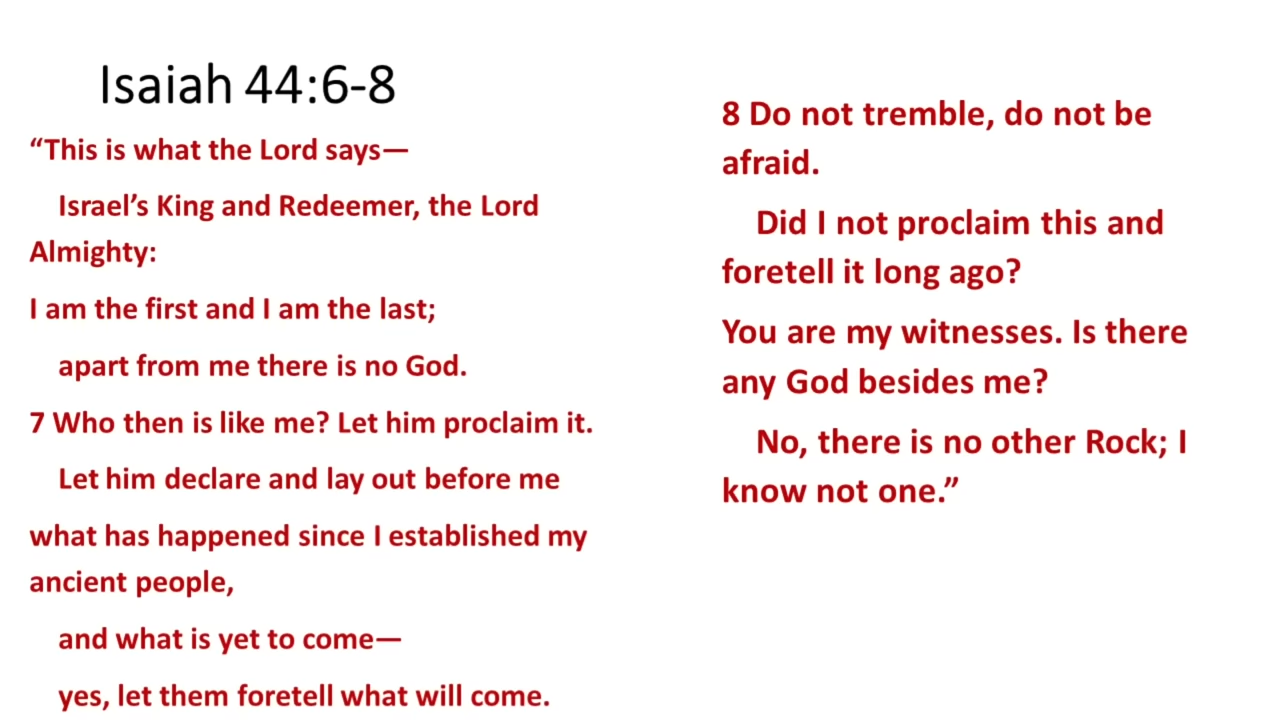 Isaiah 44:6-8
“This is what the Lord says—
Israel’s King and Redeemer, the Lord
Almighty:
I am the first and I am the last;
apart from me there is no God.
7 Who then is like me? Let him proclaim it.
Let him declare and lay out before me
what has happened since I established my
ancient people,
and what is yet to come—
yes, let them foretell what will come.
8 Do not tremble, do not be
afraid.
Did I not proclaim this and
foretell it long ago?
You are my witnesses. Is there
any God besides me?
No, there is no other Rock; I
know not one.”